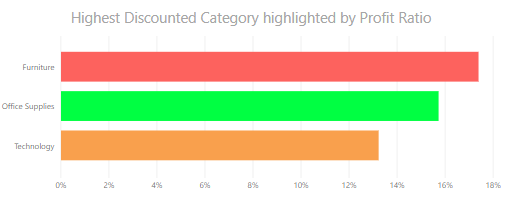 Highest Discounted Category highlighted by Profit Ratio
Furniture
Office Supplies
Technology
0% 2% 4% 6% 8% 10% 12% 14% 16% 18%